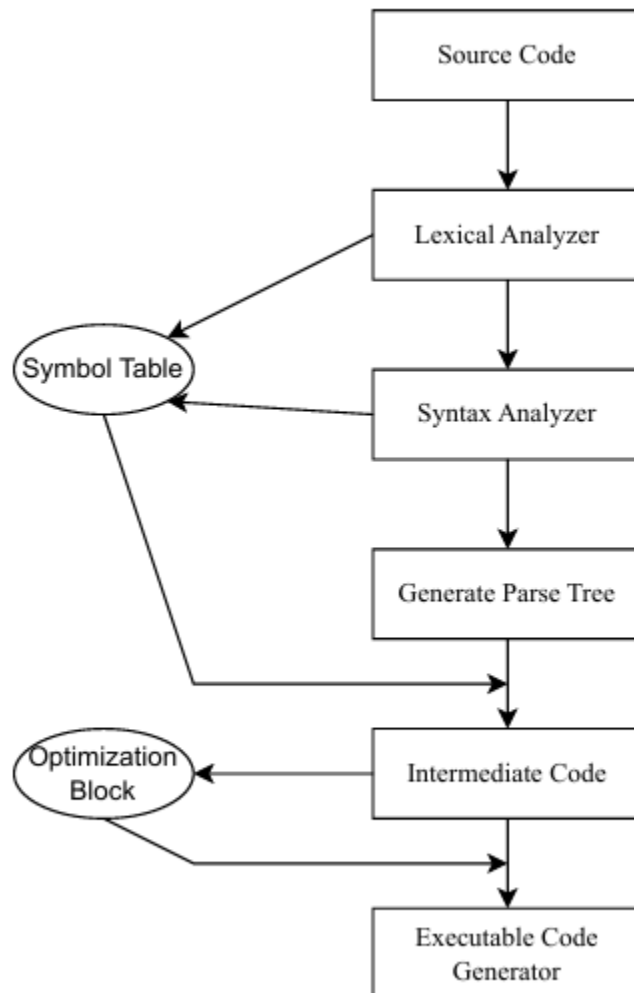 Source Code
Lexical Analyzer
Symbol Table
Syntax Analyzer
Generate Parse Tree
Optimization
Block
Intermediate Code
Executable Code
Generator